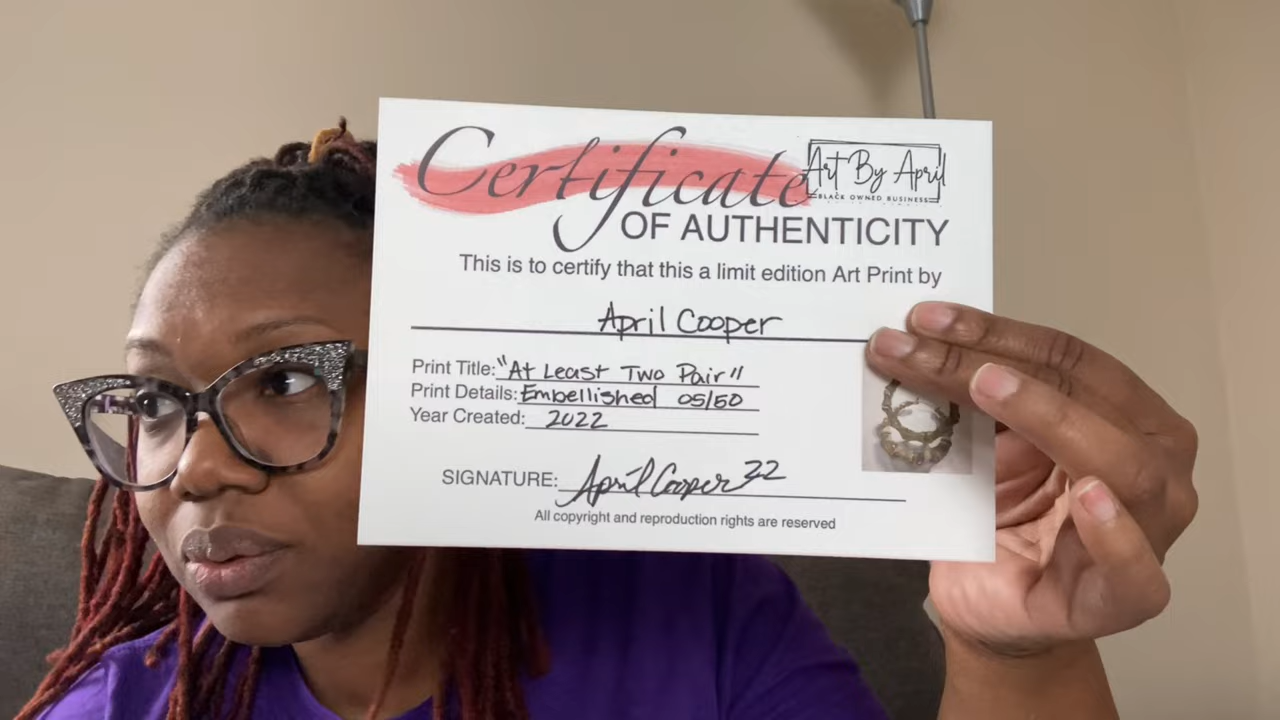 Certificate
Art By April
BLACK OWNED BUSINESS
OF AUTHENTICITY
This is to certify that this a limit edition Art Print by
April Cooper
Print Title: "At Least Two Pair"
Print Details: Embellished 05/50
Year Created: 2022
SIGNATURE: April Cooper 22
All copyright and reproduction rights are reserved